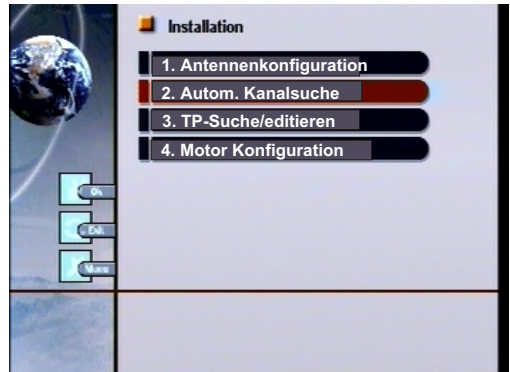 Installation
1. Antennenkonfiguration
2. Autom. Kanalsuche
3. TP-Suche/editieren
4. Motor Konfiguration
Ok
Exit
Menu